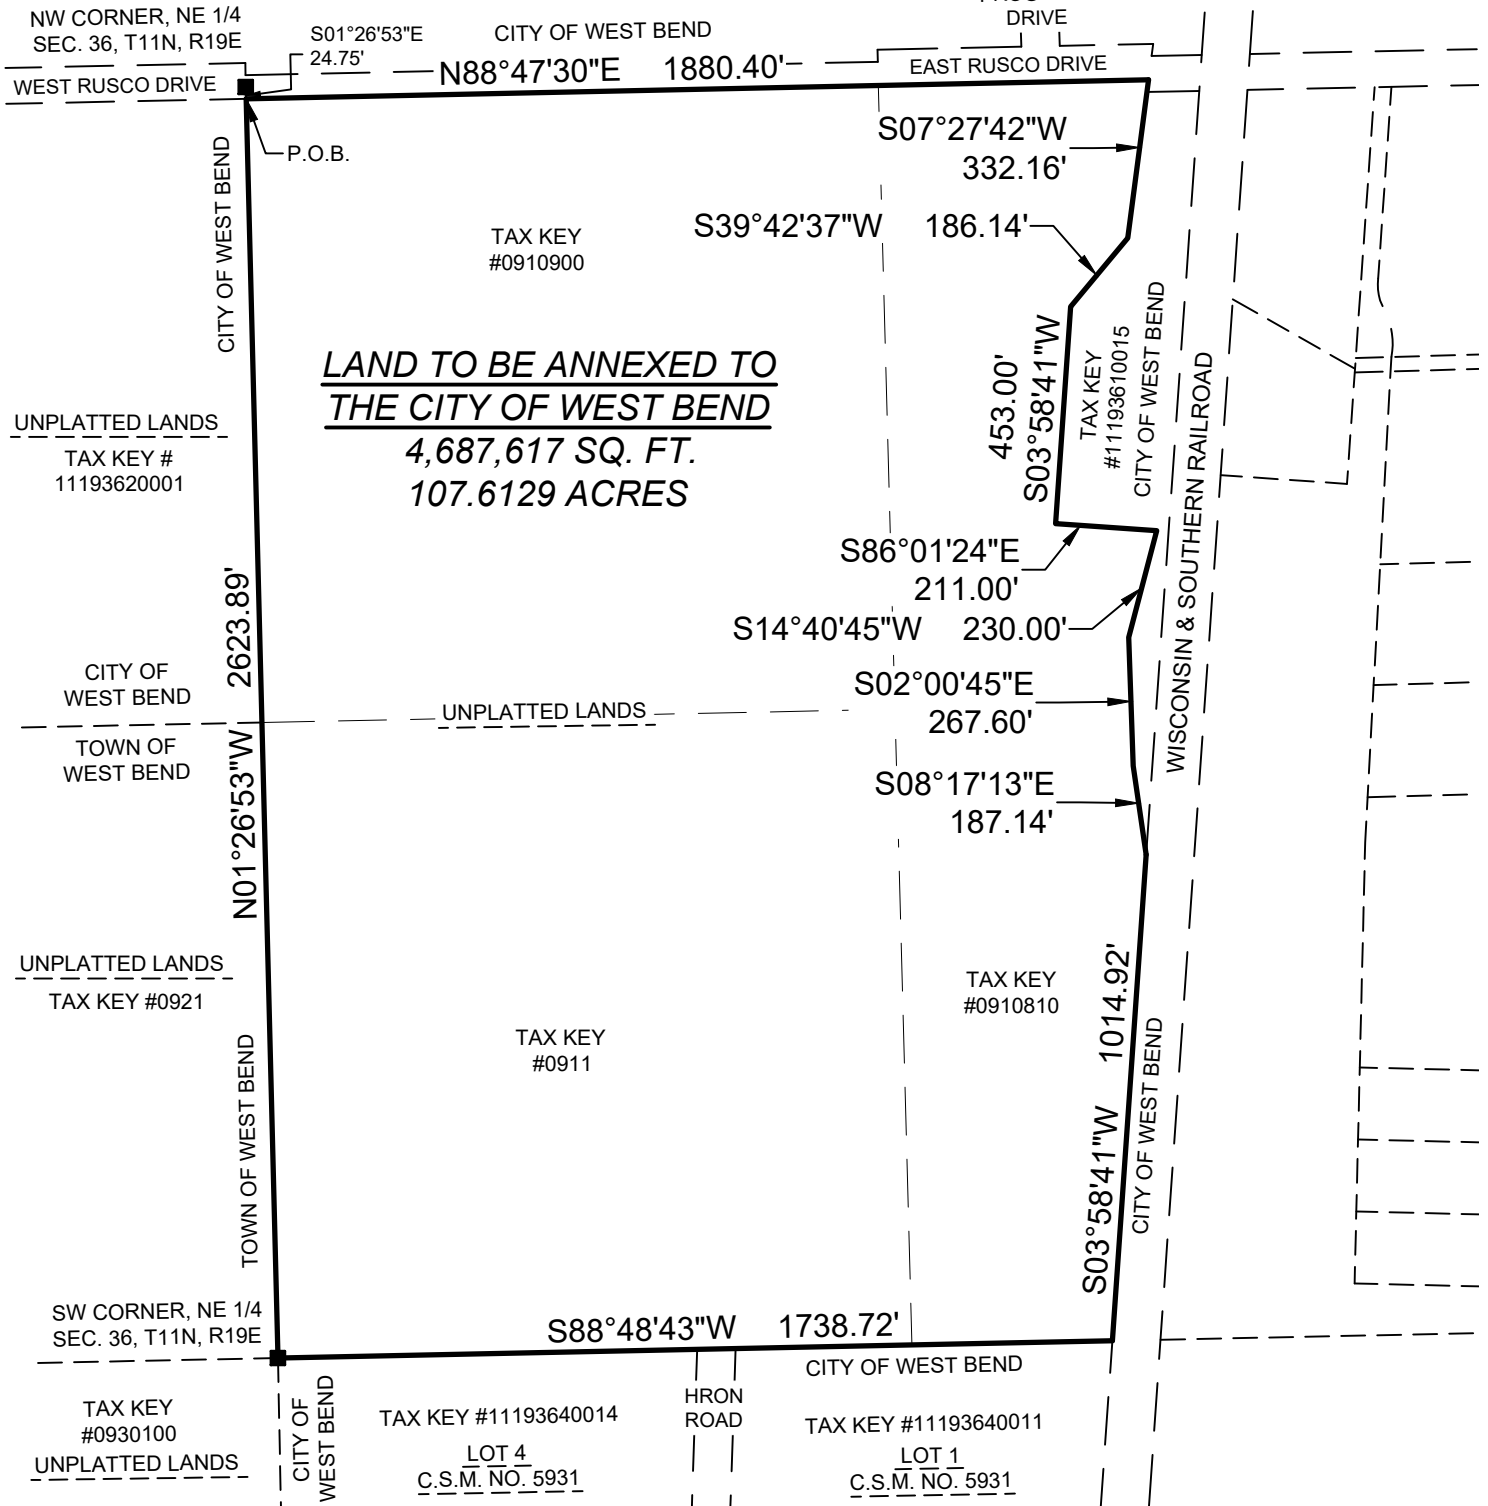 NW CORNER, NE 1/4
SEC. 36, T11N, R19E
S01°26'53"E
24.75'
CITY OF WEST BEND
DRIVE
WEST RUSCO DRIVE
N88°47'30"E 1880.40'
EAST RUSCO DRIVE
P.O.B.
CITY OF WEST BEND
S07°27'42"W
332.16'
S39°42'37"W 186.14'
TAX KEY
#0910900
LAND TO BE ANNEXED TO
THE CITY OF WEST BEND
4,687,617 SQ. FT.
107.6129 ACRES
453.00'
S03°58'41"W
TAX KEY
#11193610015
CITY OF WEST BEND
WISCONSIN & SOUTHERN RAILROAD
UNPLATTED LANDS
TAX KEY #
11193620001
S86°01'24"E
211.00'
S14°40'45"W 230.00'
2623.89'
N01°26'53"W
CITY OF
WEST BEND
S02°00'45"E
267.60'
UNPLATTED LANDS
TOWN OF
WEST BEND
S08°17'13"E
187.14'
UNPLATTED LANDS
TAX KEY #0921
TAX KEY
#0910810
1014.92'
S03°58'41"W
CITY OF WEST BEND
TAX KEY
#0911
TOWN OF WEST BEND
SW CORNER, NE 1/4
SEC. 36, T11N, R19E
S88°48'43"W 1738.72'
CITY OF WEST BEND
TAX KEY
#0930100
UNPLATTED LANDS
CITY OF
WEST BEND
TAX KEY #11193640014
LOT 4
C.S.M. NO. 5931
HRON
ROAD
TAX KEY #11193640011
LOT 1
C.S.M. NO. 5931